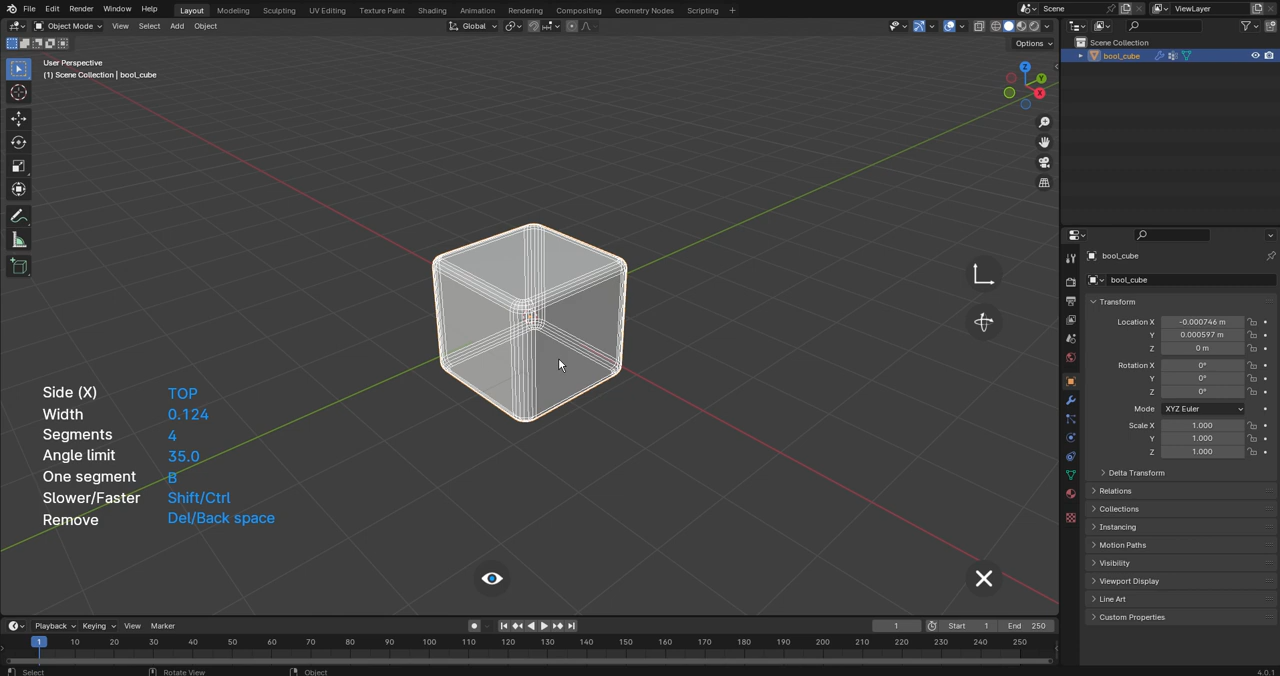 File Edit Render Window Help Layout Modeling Sculpting UV Editing Texture Paint Shading Animation Rendering Compositing Geometry Nodes Scripting + Scene ViewLayer
Object Mode View Select Add Object Global
Options
User Perspective
(1) Scene Collection | bool_cube
Z
Y
X
Side (X) TOP
Width 0.124
Segments 4
Angle limit 35.0
One segment B
Slower/Faster Shift/Ctrl
Remove Del/Back space
Scene Collection
bool_cube
bool_cube
bool_cube
Transform
Location X -0.000746 m
Y 0.000597 m
Z 0 m
Rotation X 0°
Y 0°
Z 0°
Mode XYZ Euler
Scale X 1.000
Y 1.000
Z 1.000
Delta Transform
Relations
Collections
Instancing
Motion Paths
Visibility
Viewport Display
Line Art
Custom Properties
Playback Keying View Marker 1 Start 1 End 250
1 10 20 30 40 50 60 70 80 90 100 110 120 130 140 150 160 170 180 190 200 210 220 230 240 250
Select Rotate View Object 4.0.1